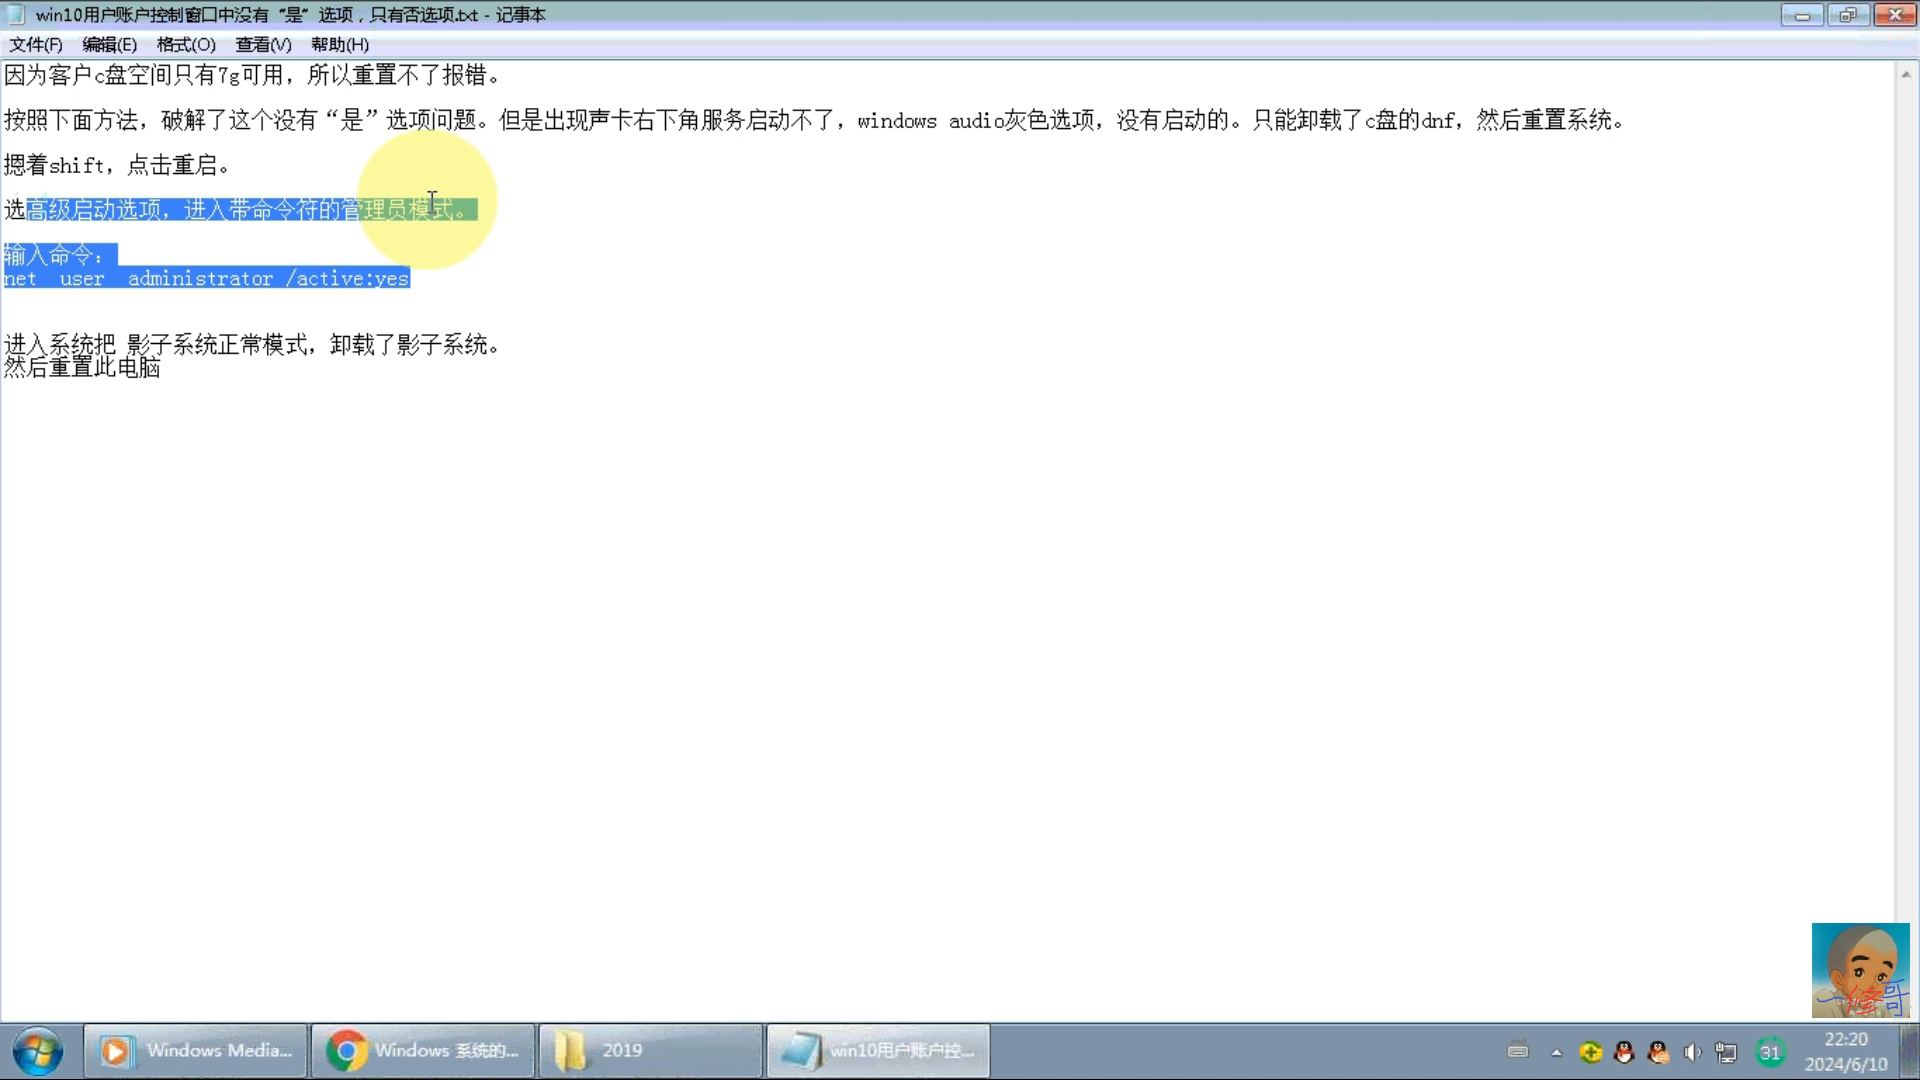 win10用户账户控制窗口中没有“是”选项，只有否选项.txt - 记事本
文件(F) 编辑(E) 格式(O) 查看(V) 帮助(H)
因为客户c盘空间只有7g可用，所以重置不了报错。
按照下面方法，破解了这个没有“是”选项问题。但是出现声卡右下角服务启动不了，windows audio灰色选项，没有启动的。只能卸载了c盘的dnf，然后重置系统。
摁着shift，点击重启。
选高级启动选项，进入带命令符的管理员模式。
输入命令：
net user administrator /active:yes
进入系统把 影子系统正常模式，卸载了影子系统。
然后重置此电脑
一修哥
Windows Media... Windows 系统的... 2019 win10用户账户控... 31 22:20
2024/6/10